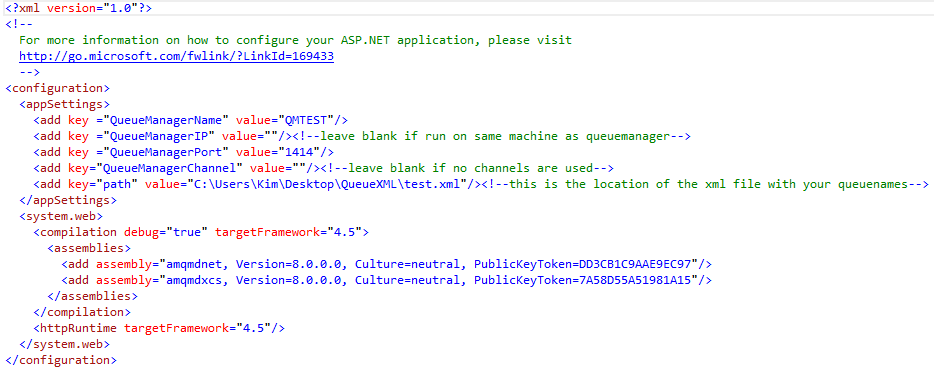 <?xml version="1.0"?>
<!--
  For more information on how to configure your ASP.NET application, please visit
  http://go.microsoft.com/fwlink/?LinkId=169433
  -->
<configuration>
  <appSettings>
    <add key ="QueueManagerName" value="QMTEST"/>
    <add key ="QueueManagerIP" value=""/><!--leave blank if run on same machine as queuemanager-->
    <add key ="QueueManagerPort" value="1414"/>
    <add key="QueueManagerChannel" value=""/><!--leave blank if no channels are used-->
    <add key="path" value="C:\Users\Kim\Desktop\QueueXML\test.xml"/><!--this is the location of the xml file with your queuenames-->
  </appSettings>
  <system.web>
    <compilation debug="true" targetFramework="4.5">
      <assemblies>
        <add assembly="amqmdnet, Version=8.0.0.0, Culture=neutral, PublicKeyToken=DD3CB1C9AAE9EC97"/>
        <add assembly="amqmdxcs, Version=8.0.0.0, Culture=neutral, PublicKeyToken=7A58D55A51981A15"/>
      </assemblies>
    </compilation>
    <httpRuntime targetFramework="4.5"/>
  </system.web>
</configuration>